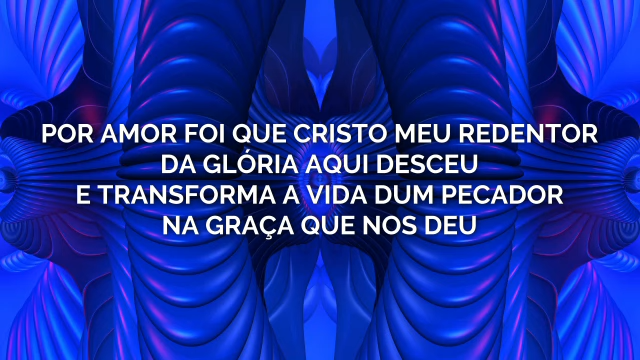 POR AMOR FOI QUE CRISTO MEU REDENTOR
DA GLÓRIA AQUI DESCEU
E TRANSFORMA A VIDA DUM PECADOR
NA GRAÇA QUE NOS DEU